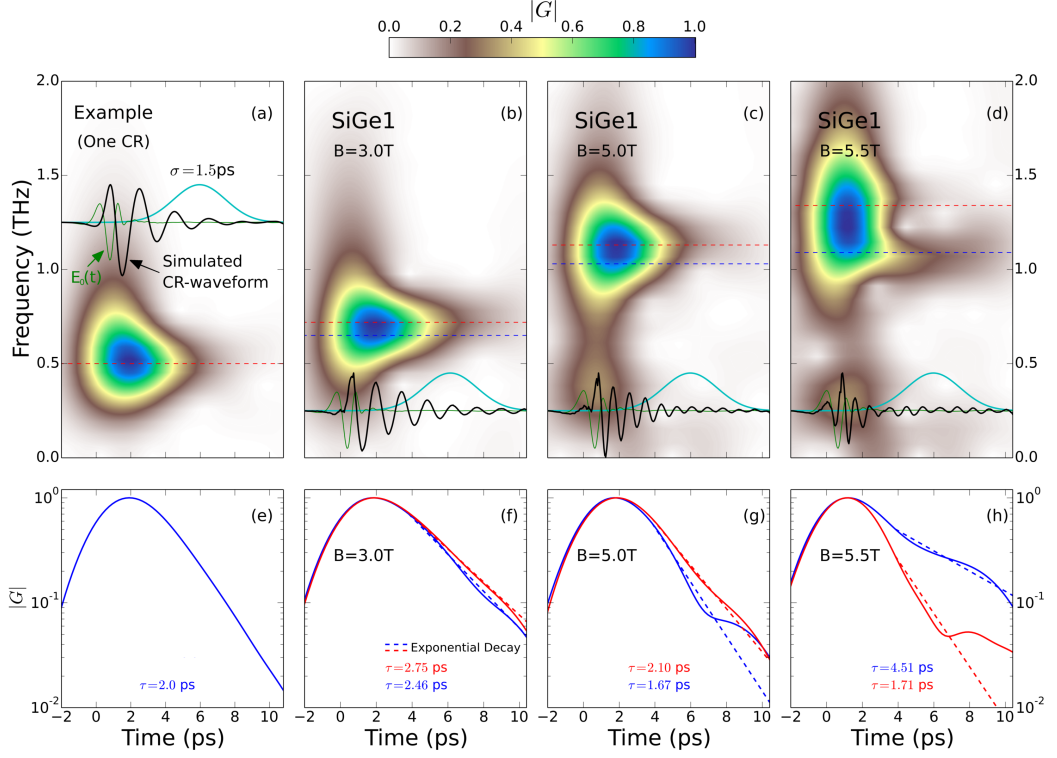 |G|
0.0 0.2 0.4 0.6 0.8 1.0
2.0
1.5
1.0
0.5
0.0
Frequency (THz)
Example
(One CR)
(a)
σ=1.5ps
E₀(t)
Simulated
CR-waveform
SiGe1
B=3.0T
(b)
SiGe1
B=5.0T
(c)
SiGe1
B=5.5T
(d)
2.0
1.5
1.0
0.5
0.0
|G|
10⁰
10⁻¹
10⁻²
(e)
τ=2.0 ps
−2 0 2 4 6 8 10
Time (ps)
(f)
B=3.0T
Exponential Decay
τ=2.75 ps
τ=2.46 ps
−2 0 2 4 6 8 10
Time (ps)
(g)
B=5.0T
τ=2.10 ps
τ=1.67 ps
−2 0 2 4 6 8 10
Time (ps)
(h)
B=5.5T
τ=4.51 ps
τ=1.71 ps
−2 0 2 4 6 8 10
Time (ps)
10⁰
10⁻¹
10⁻²